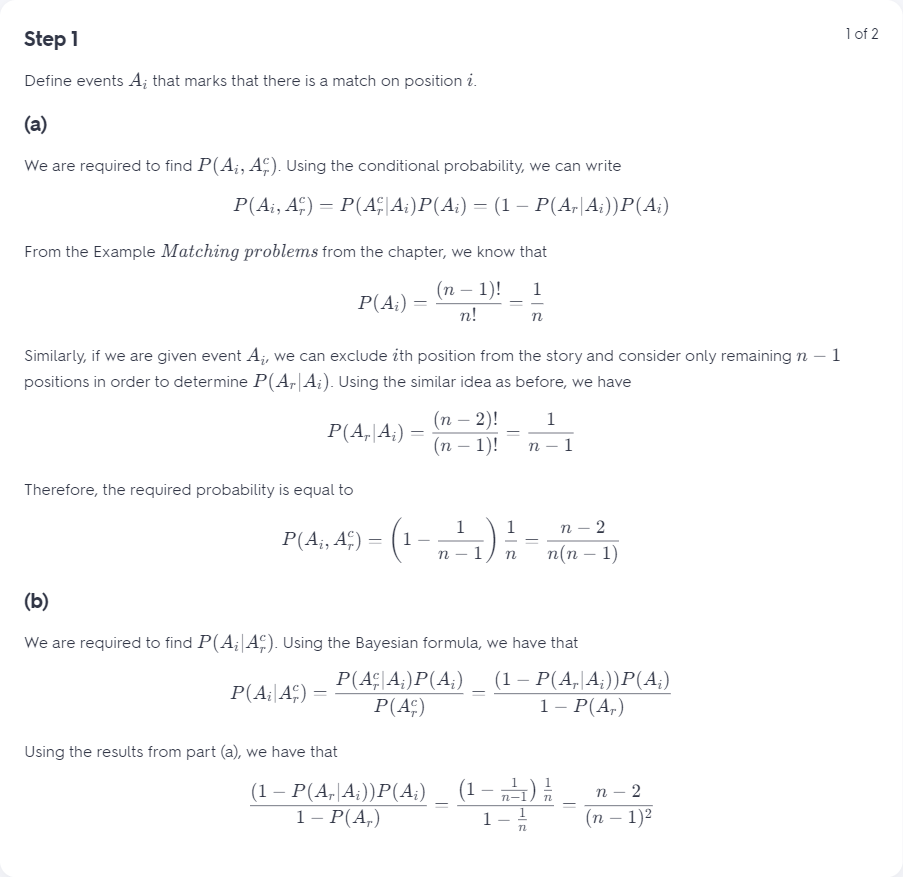 Step 1
1 of 2
Define events $A_i$ that marks that there is a match on position $i$.
(a)
We are required to find $P(A_i, A_r^c)$. Using the conditional probability, we can write
$P(A_i, A_r^c) = P(A_r^c|A_i)P(A_i) = (1 - P(A_r|A_i))P(A_i)$
From the Example $Matching\ problems$ from the chapter, we know that
$P(A_i) = \frac{(n-1)!}{n!} = \frac{1}{n}$
Similarly, if we are given event $A_i$, we can exclude $i$th position from the story and consider only remaining $n - 1$
positions in order to determine $P(A_r|A_i)$. Using the similar idea as before, we have
$P(A_r|A_i) = \frac{(n-2)!}{(n-1)!} = \frac{1}{n-1}$
Therefore, the required probability is equal to
$P(A_i, A_r^c) = \left(1 - \frac{1}{n-1}\right)\frac{1}{n} = \frac{n-2}{n(n-1)}$
(b)
We are required to find $P(A_i|A_r^c)$. Using the Bayesian formula, we have that
$P(A_i|A_r^c) = \frac{P(A_r^c|A_i)P(A_i)}{P(A_r^c)} = \frac{(1 - P(A_r|A_i))P(A_i)}{1 - P(A_r)}$
Using the results from part (a), we have that
$\frac{(1 - P(A_r|A_i))P(A_i)}{1 - P(A_r)} = \frac{(1 - \frac{1}{n-1})\frac{1}{n}}{1 - \frac{1}{n}} = \frac{n-2}{(n-1)^2}$